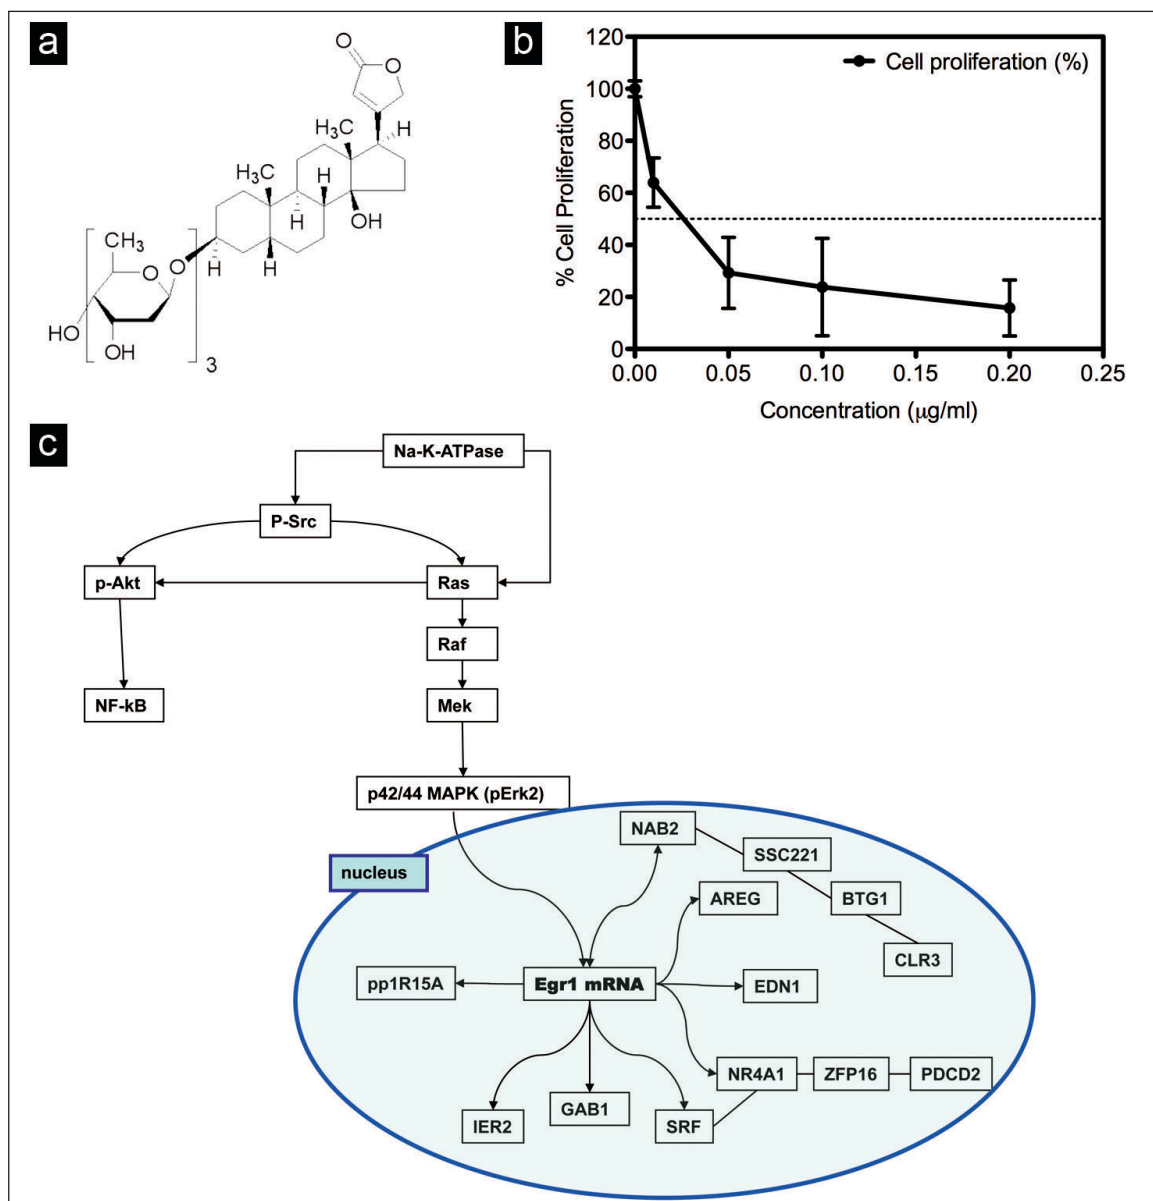 a
O
O
H₃C
H
H₃C
H
H
OH
CH₃
O
O
H
H
HO
OH
3
b
Cell proliferation (%)
% Cell Proliferation
120
100
80
60
40
20
0
0.00 0.05 0.10 0.15 0.20 0.25
Concentration (µg/ml)
c
Na-K-ATPase
P-Src
p-Akt
Ras
Raf
NF-kB
Mek
p42/44 MAPK (pErk2)
nucleus
NAB2
SSC221
AREG
BTG1
CLR3
pp1R15A
Egr1 mRNA
EDN1
NR4A1
ZFP16
PDCD2
IER2
GAB1
SRF